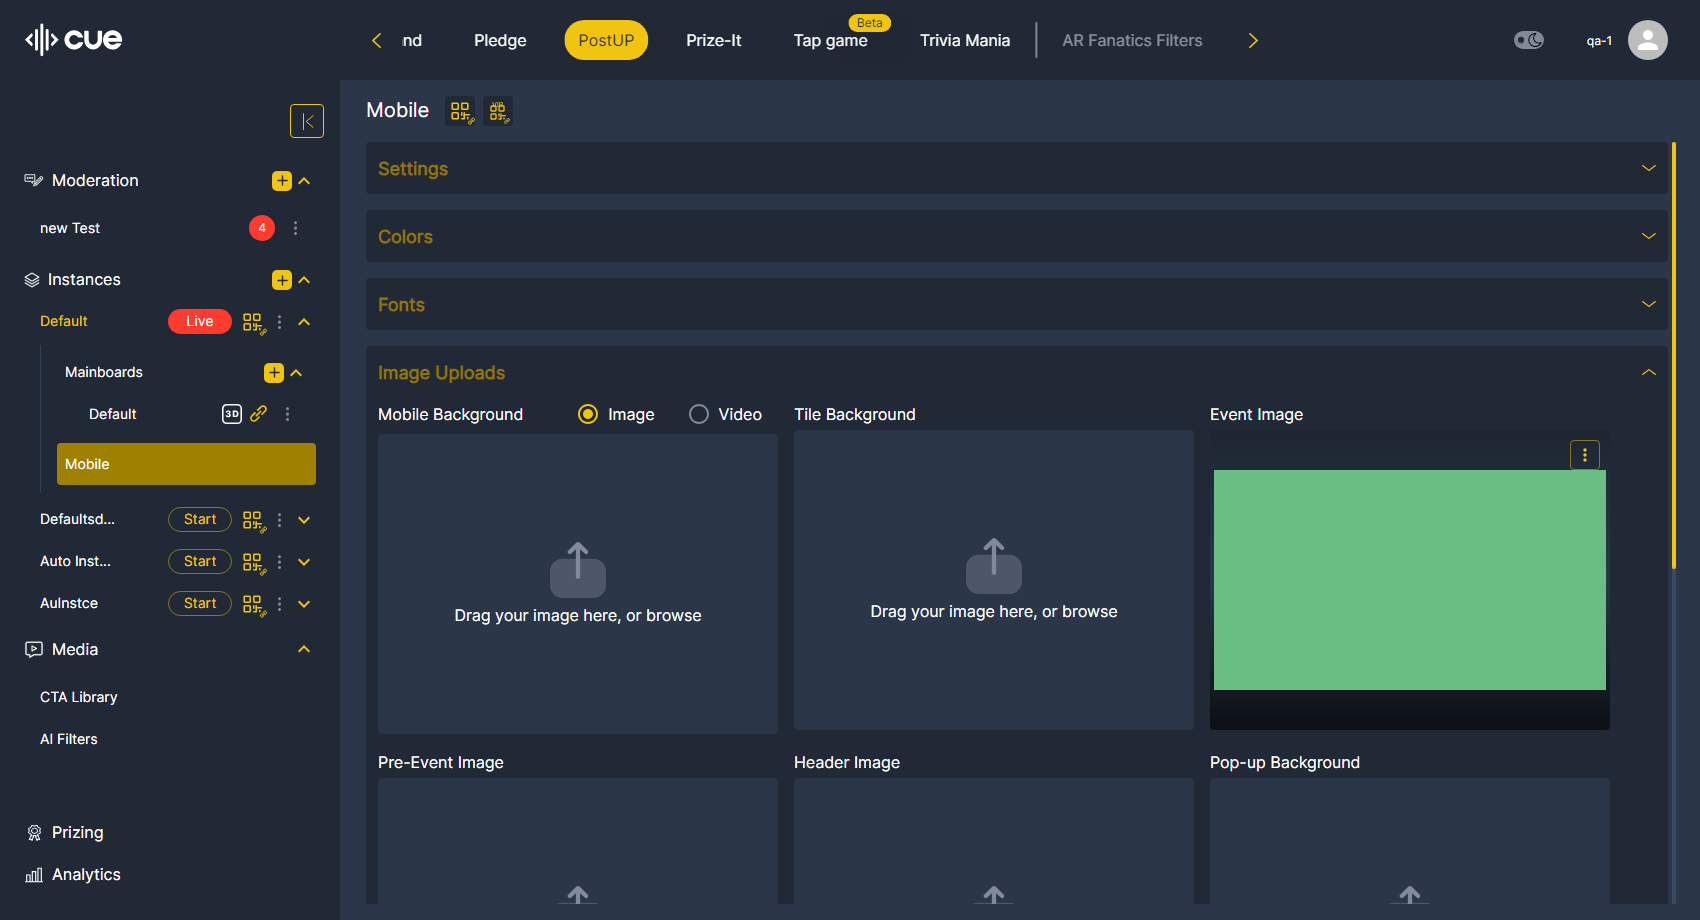 cue
nd
Pledge
PostUP
Prize-It
Beta
Tap game
Trivia Mania
AR Fanatics Filters
qa-1
Mobile
VIP
Moderation
new Test
4
Instances
Default
Live
Mainboards
Default
3D
Mobile
Defaultsd...
Start
Auto Inst...
Start
AuInstce
Start
Media
CTA Library
AI Filters
Prizing
Analytics
Settings
Colors
Fonts
Image Uploads
Mobile Background
Image
Video
Tile Background
Event Image
Drag your image here, or browse
Drag your image here, or browse
Pre-Event Image
Header Image
Pop-up Background